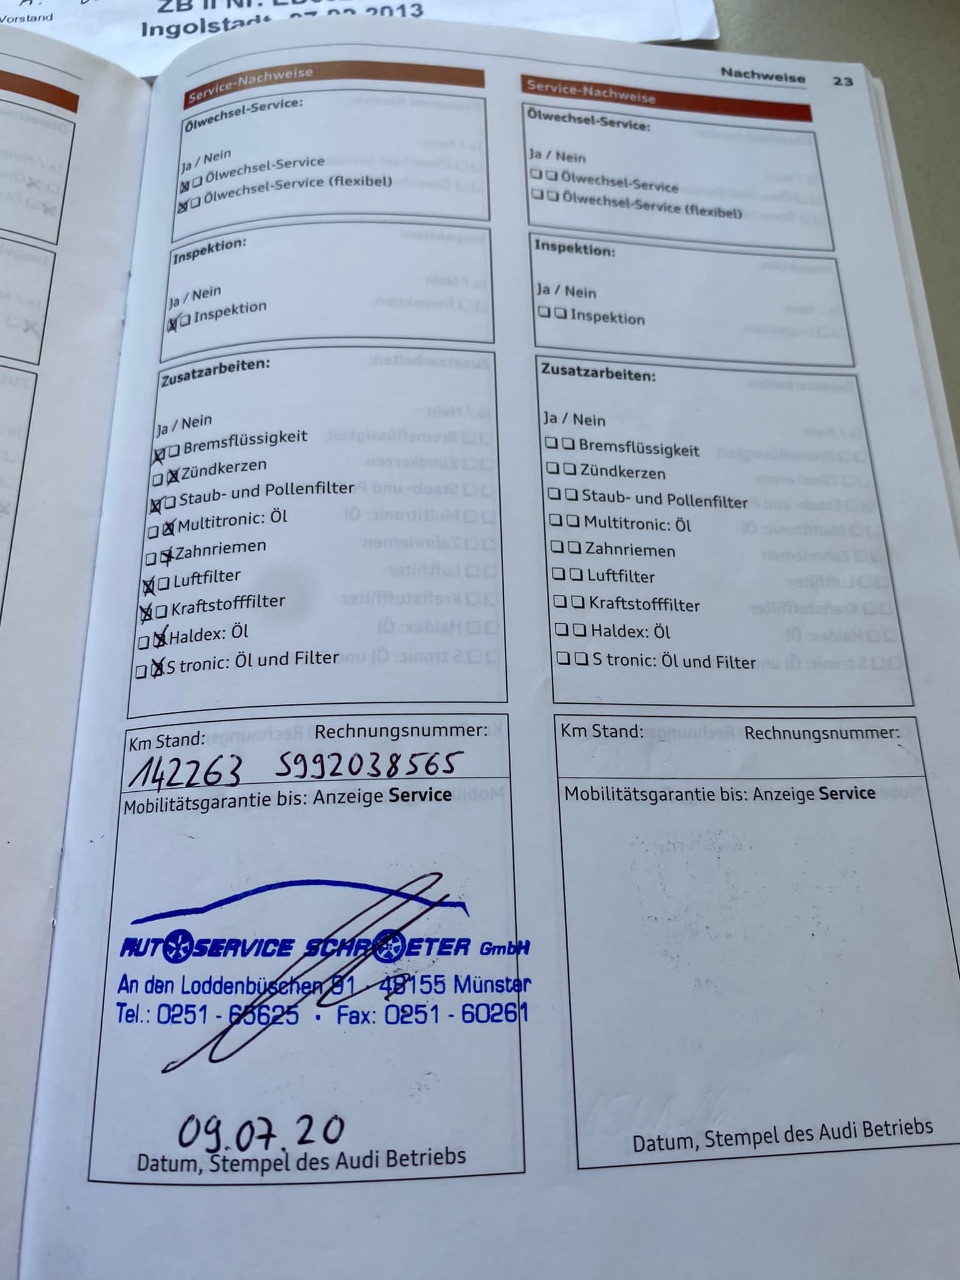 Vorstand
Ingolstadt, 07.02.2013
Nachweise 23
Service-Nachweise
Ölwechsel-Service:
Ja / Nein
Ölwechsel-Service
Ölwechsel-Service (flexibel)
Inspektion:
Ja / Nein
Inspektion
Zusatzarbeiten:
Ja / Nein
Bremsflüssigkeit
Zündkerzen
Staub- und Pollenfilter
Multitronic: Öl
Zahnriemen
Luftfilter
Kraftstofffilter
Haldex: Öl
S tronic: Öl und Filter
Km Stand: Rechnungsnummer:
142263 S992038565
Mobilitätsgarantie bis: Anzeige Service
AUTOSERVICE SCHROETER GmbH
An den Loddenbüschen 91 - 48155 Münster
Tel.: 0251 - 65625 • Fax: 0251 - 60261
09.07.20
Datum, Stempel des Audi Betriebs
Service-Nachweise
Ölwechsel-Service:
Ja / Nein
Ölwechsel-Service
Ölwechsel-Service (flexibel)
Inspektion:
Ja / Nein
Inspektion
Zusatzarbeiten:
Ja / Nein
Bremsflüssigkeit
Zündkerzen
Staub- und Pollenfilter
Multitronic: Öl
Zahnriemen
Luftfilter
Kraftstofffilter
Haldex: Öl
S tronic: Öl und Filter
Km Stand: Rechnungsnummer:
Mobilitätsgarantie bis: Anzeige Service
Datum, Stempel des Audi Betriebs